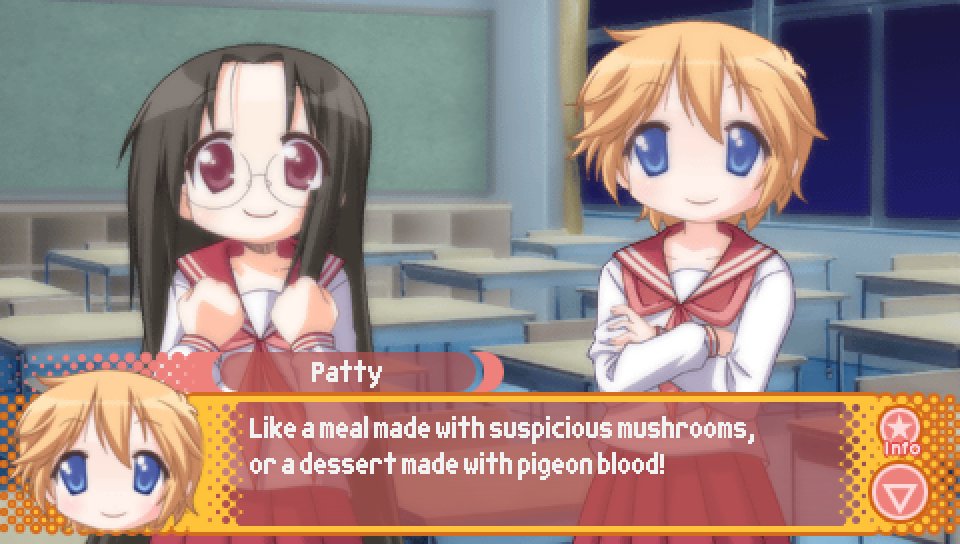 Patty
Like a meal made with suspicious mushrooms,
or a dessert made with pigeon blood!
Info